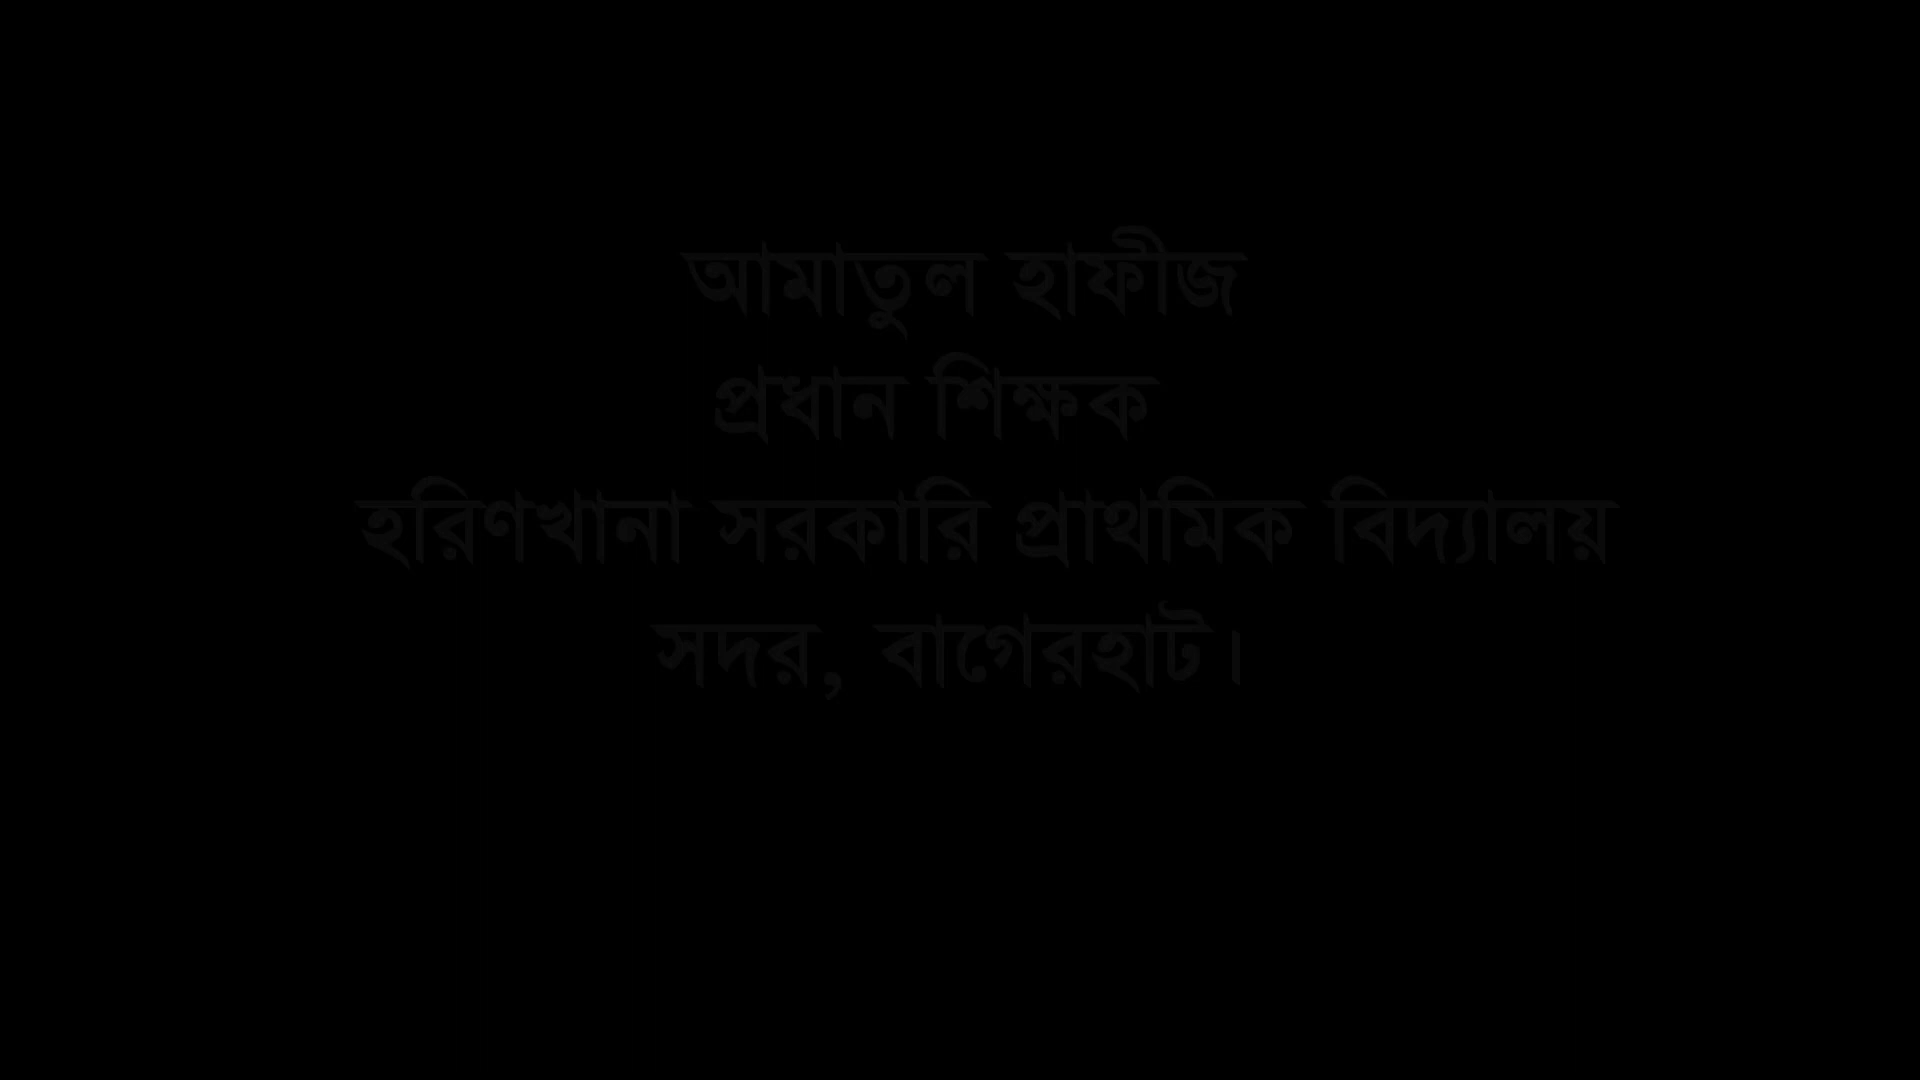 আমাতুল হাফীজ
প্রধান শিক্ষক
হরিণখানা সরকারি প্রাথমিক বিদ্যালয়
সদর, বাগেরহাট।